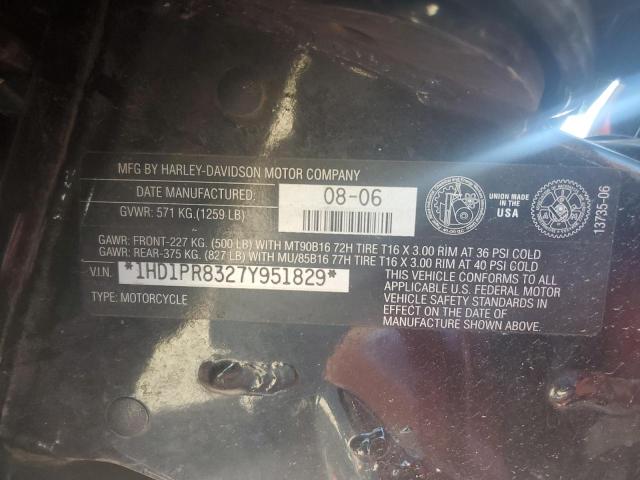 MFG BY HARLEY-DAVIDSON MOTOR COMPANY
DATE MANUFACTURED: 08-06
GVWR: 571 KG.(1259 LB)
UNION MADE IN
USA
13735-06
GAWR: FRONT-227 KG. (500 LB) WITH MT90B16 72H TIRE T16 X 3.00 RIM AT 36 PSI COLD
GAWR: REAR-375 KG. (827 LB) WITH MU/85B16 77H TIRE T16 X 3.00 RIM AT 40 PSI COLD
V.I.N. *1HD1PR8327Y951829*
TYPE: MOTORCYCLE
THIS VEHICLE CONFORMS TO ALL
APPLICABLE U.S. FEDERAL MOTOR
VEHICLE SAFETY STANDARDS IN
EFFECT ON THE DATE OF
MANUFACTURE SHOWN ABOVE.